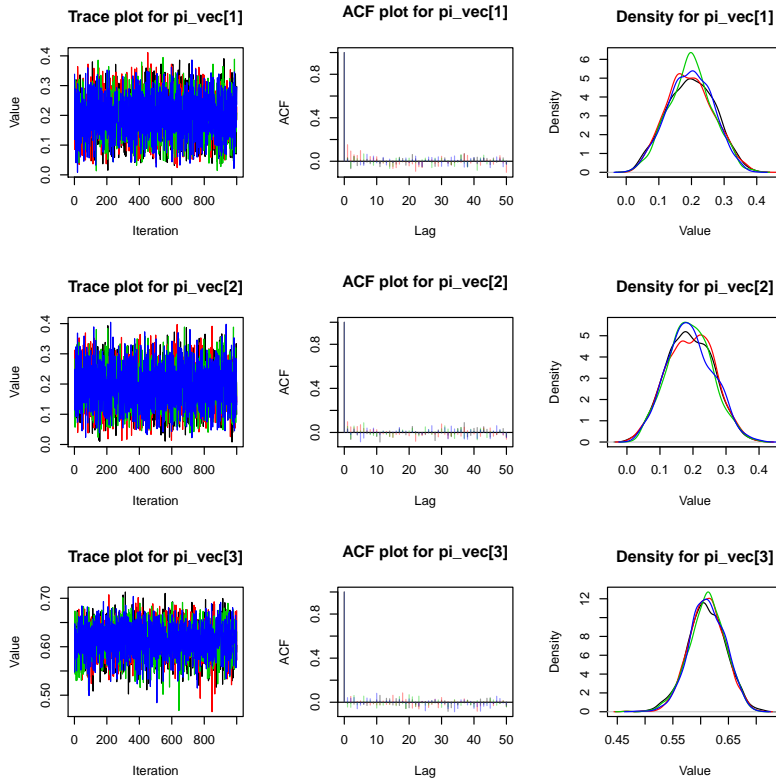 Trace plot for pi_vec[1]
Value
0.0 0.1 0.2 0.3 0.4
0 200 400 600 800
Iteration
ACF plot for pi_vec[1]
ACF
0.0 0.4 0.8
0 10 20 30 40 50
Lag
Density for pi_vec[1]
Density
0 1 2 3 4 5 6
0.0 0.1 0.2 0.3 0.4
Value
Trace plot for pi_vec[2]
Value
0.0 0.1 0.2 0.3 0.4
0 200 400 600 800
Iteration
ACF plot for pi_vec[2]
ACF
0.0 0.4 0.8
0 10 20 30 40 50
Lag
Density for pi_vec[2]
Density
0 1 2 3 4 5
0.0 0.1 0.2 0.3 0.4
Value
Trace plot for pi_vec[3]
Value
0.50 0.60 0.70
0 200 400 600 800
Iteration
ACF plot for pi_vec[3]
ACF
0.0 0.4 0.8
0 10 20 30 40 50
Lag
Density for pi_vec[3]
Density
0 2 4 6 8 12
0.45 0.55 0.65
Value